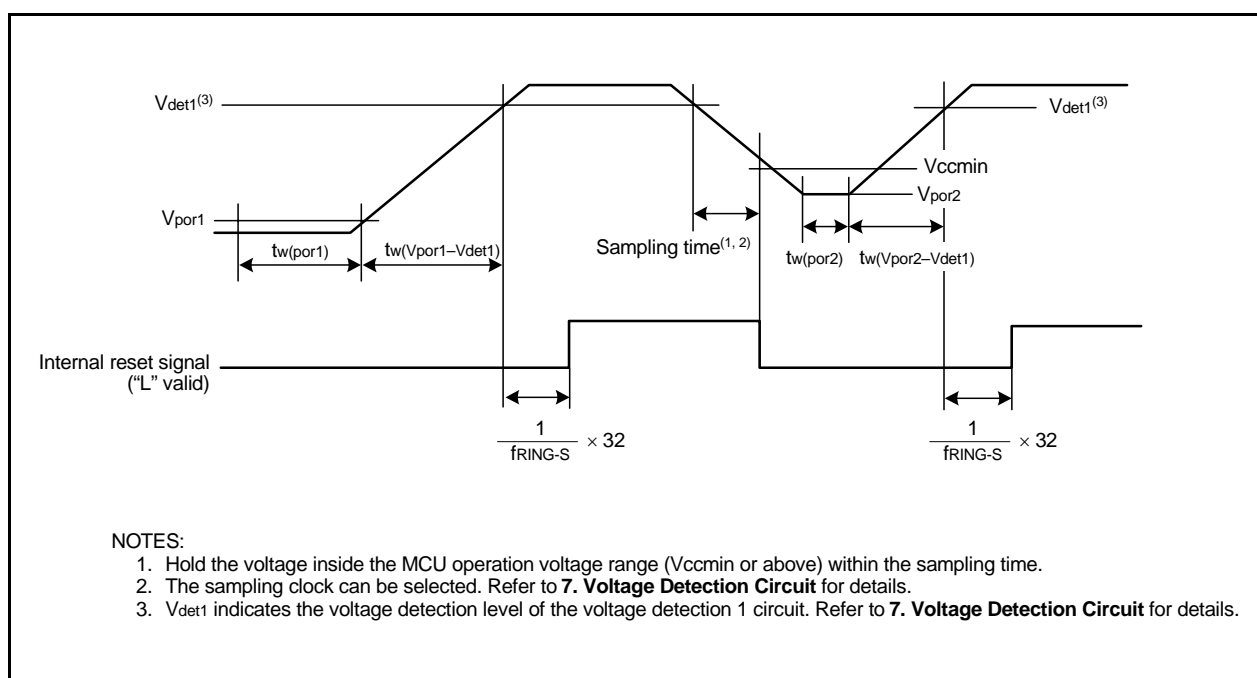 Vdet1(3)
Vdet1(3)
Vccmin
Vpor1
Vpor2
tw(por1)
tw(Vpor1–Vdet1)
Sampling time(1, 2)
tw(por2)
tw(Vpor2–Vdet1)
Internal reset signal
(“L” valid)
1
fRING-S
× 32
1
fRING-S
× 32
NOTES:
1. Hold the voltage inside the MCU operation voltage range (Vccmin or above) within the sampling time.
2. The sampling clock can be selected. Refer to 7. Voltage Detection Circuit for details.
3. Vdet1 indicates the voltage detection level of the voltage detection 1 circuit. Refer to 7. Voltage Detection Circuit for details.